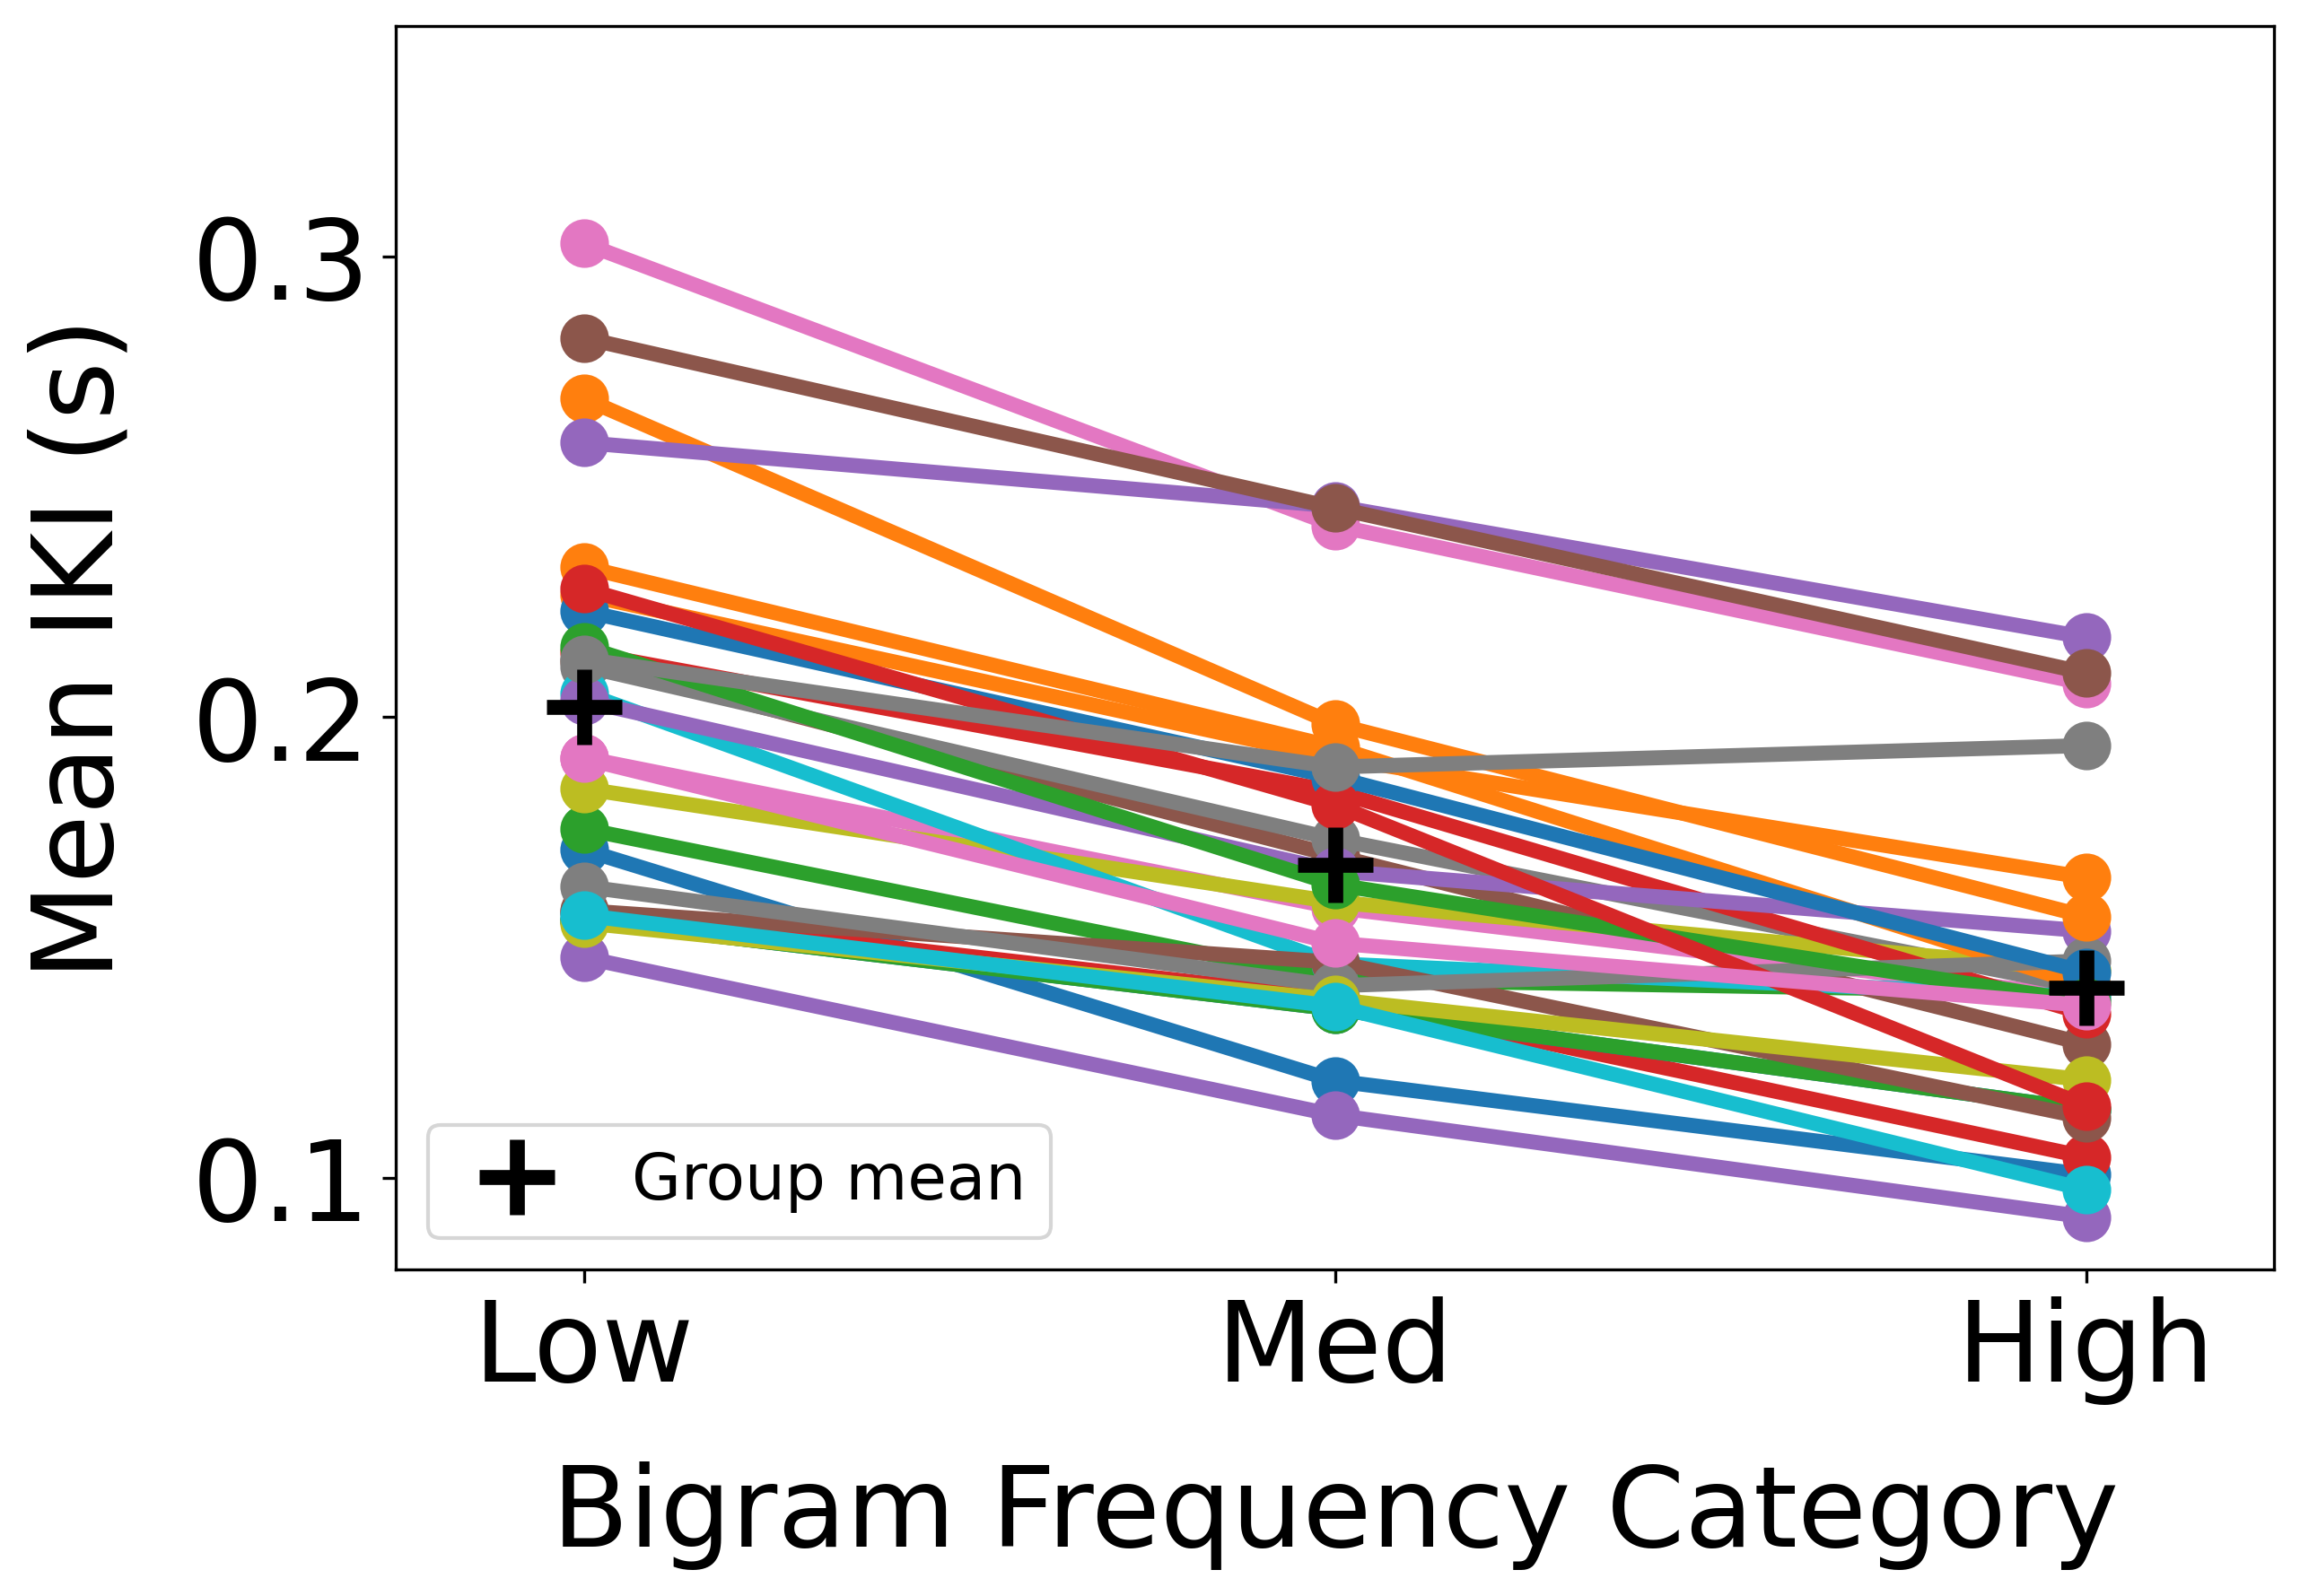 Mean IKI (s)
0.3
0.2
0.1
Group mean
Low Med High
Bigram Frequency Category